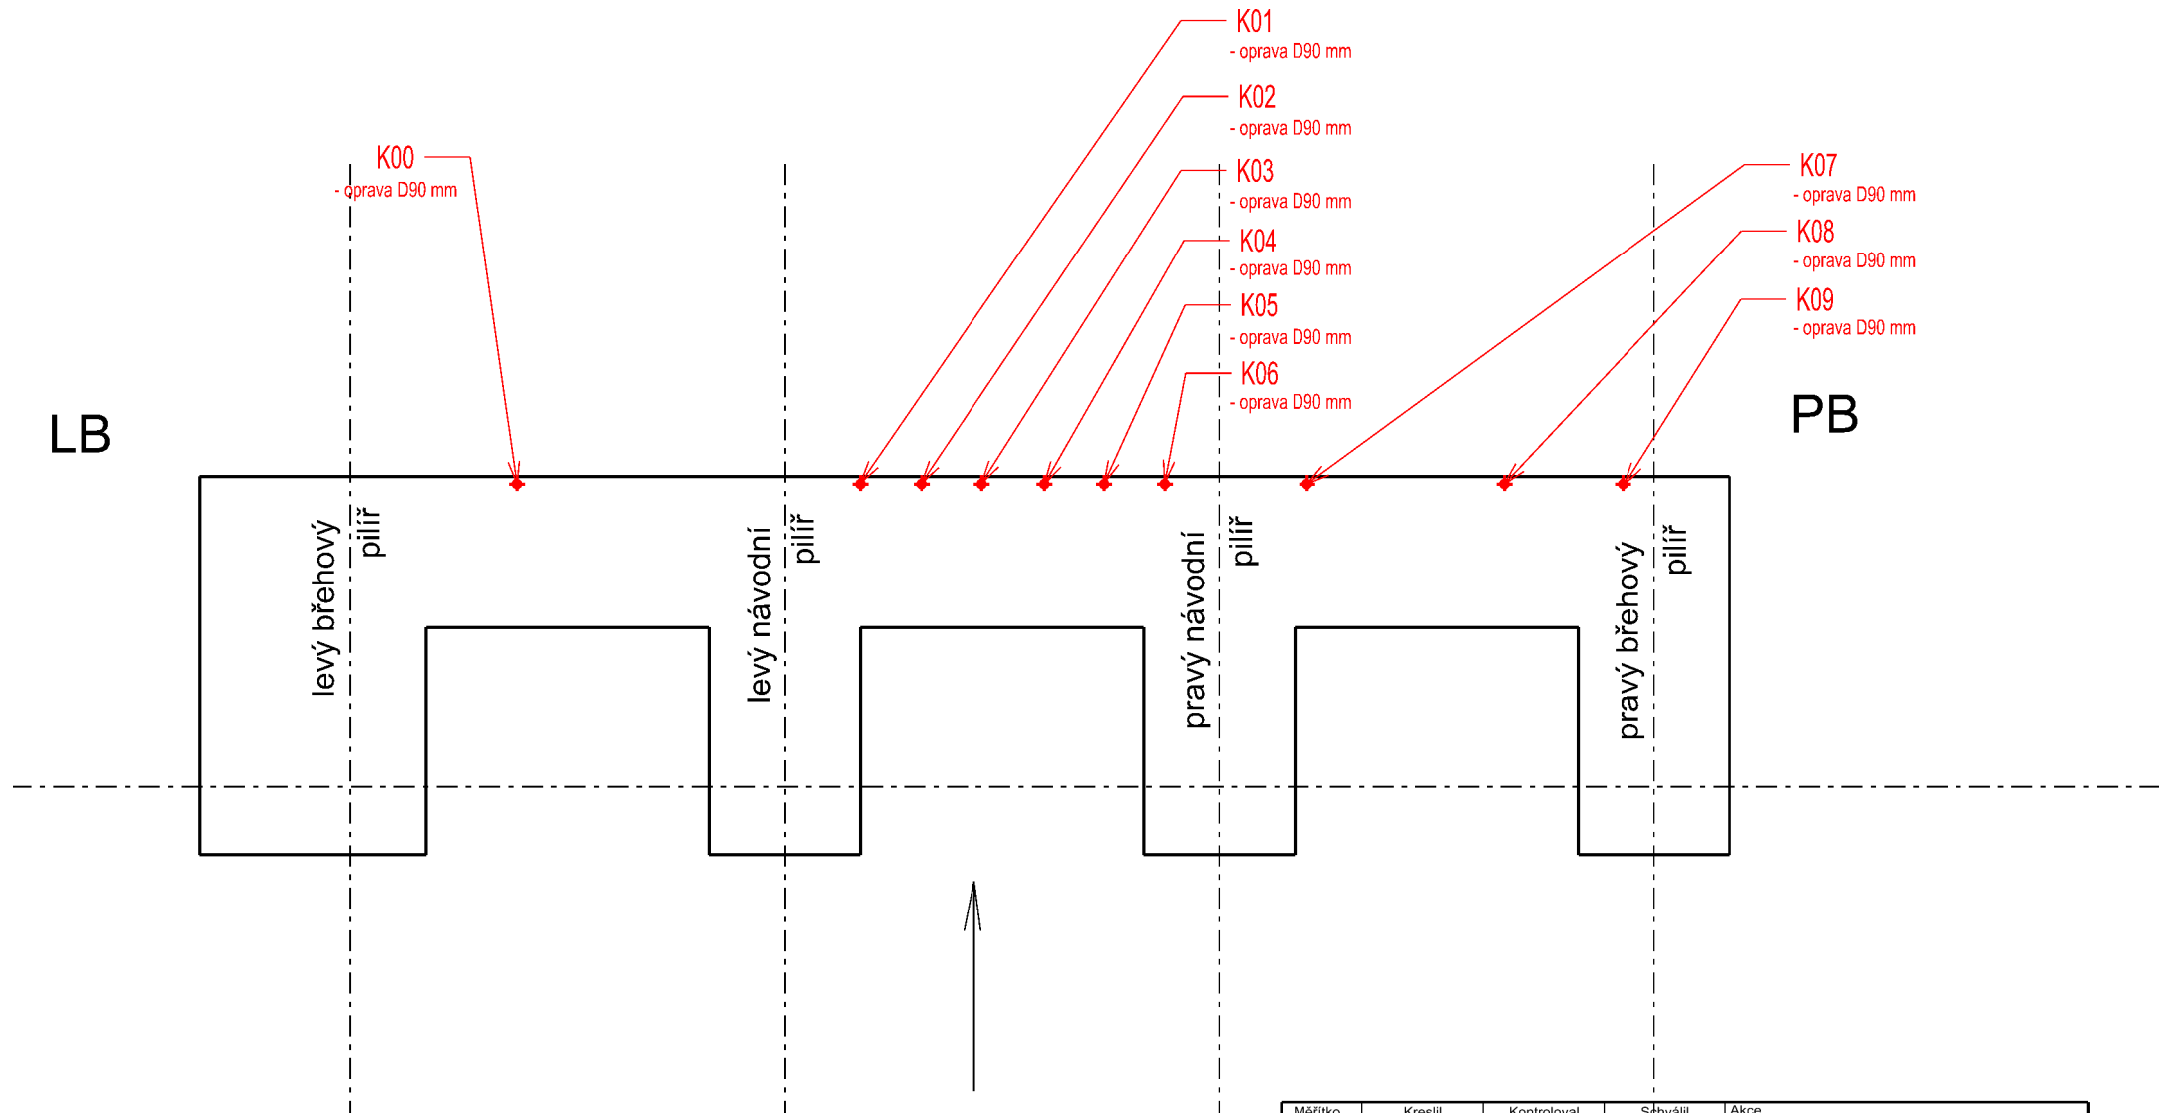 K01
- oprava D90 mm
K02
- oprava D90 mm
K00
- oprava D90 mm
K03
- oprava D90 mm
K04
- oprava D90 mm
K05
- oprava D90 mm
K06
- oprava D90 mm
K07
- oprava D90 mm
K08
- oprava D90 mm
K09
- oprava D90 mm
LB
PB
levý břehový
pilíř
levý návodní
pilíř
pravý návodní
pilíř
pravý břehový
pilíř
Měřítko Kreslil Kontroloval Schválil Akce